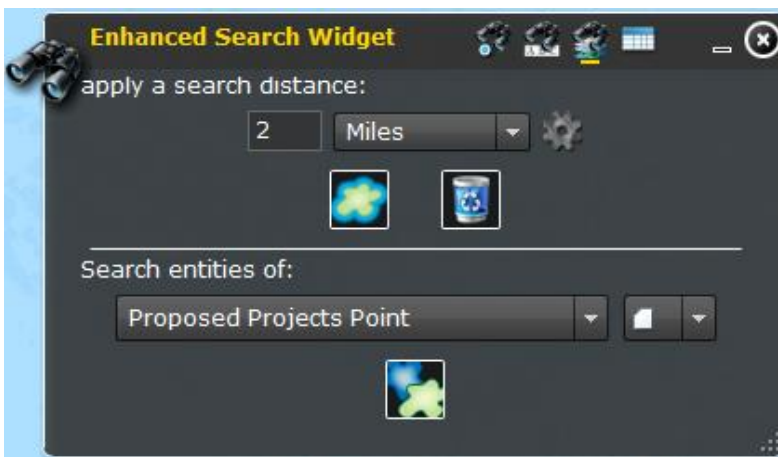 Enhanced Search Widget
apply a search distance:
2 Miles
Search entities of:
Proposed Projects Point